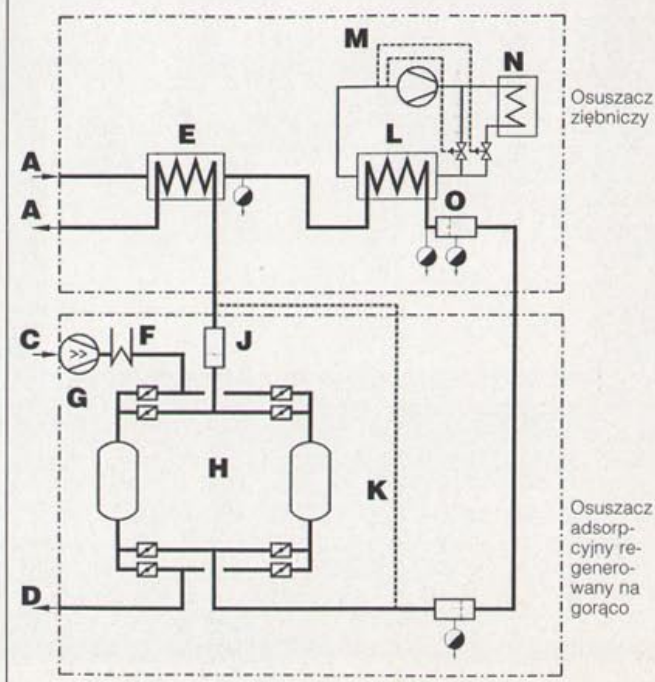 M
N
E
L
Osuszacz
ziębniczy
A
A
O
C
F
J
G
>>
H
K
Osuszacz
adsorp-
cyjny re-
genero-
wany na
gorąco
D